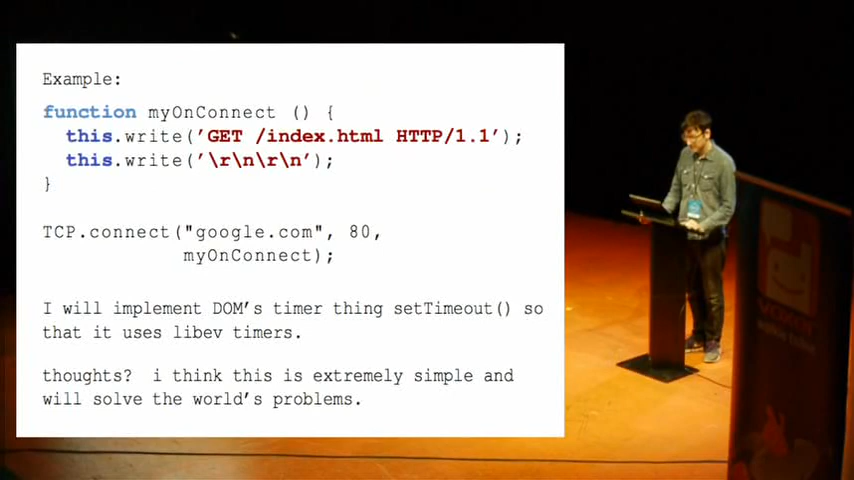 Example:
function myOnConnect () {
this.write('GET /index.html HTTP/1.1');
this.write('\r\n\r\n');
}
TCP.connect("google.com", 80,
myOnConnect);
I will implement DOM's timer thing setTimeout() so
that it uses libev timers.
thoughts? i think this is extremely simple and
will solve the world's problems.